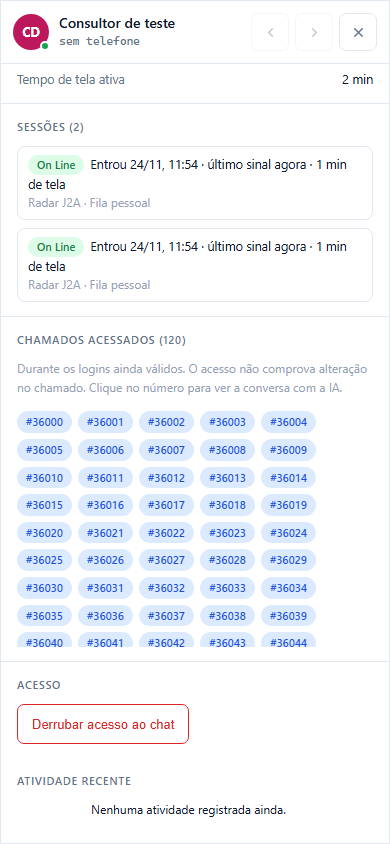 CD
Consultor de teste
sem telefone
Tempo de tela ativa 2 min
SESSÕES (2)
On Line Entrou 24/11, 11:54 · último sinal agora · 1 min
de tela
Radar J2A · Fila pessoal
On Line Entrou 24/11, 11:54 · último sinal agora · 1 min
de tela
Radar J2A · Fila pessoal
CHAMADOS ACESSADOS (120)
Durante os logins ainda válidos. O acesso não comprova alteração
no chamado. Clique no número para ver a conversa com a IA.
#36000 #36001 #36002 #36003 #36004
#36005 #36006 #36007 #36008 #36009
#36010 #36011 #36012 #36013 #36014
#36015 #36016 #36017 #36018 #36019
#36020 #36021 #36022 #36023 #36024
#36025 #36026 #36027 #36028 #36029
#36030 #36031 #36032 #36033 #36034
#36035 #36036 #36037 #36038 #36039
#36040 #36041 #36042 #36043 #36044
ACESSO
Derrubar acesso ao chat
ATIVIDADE RECENTE
Nenhuma atividade registrada ainda.